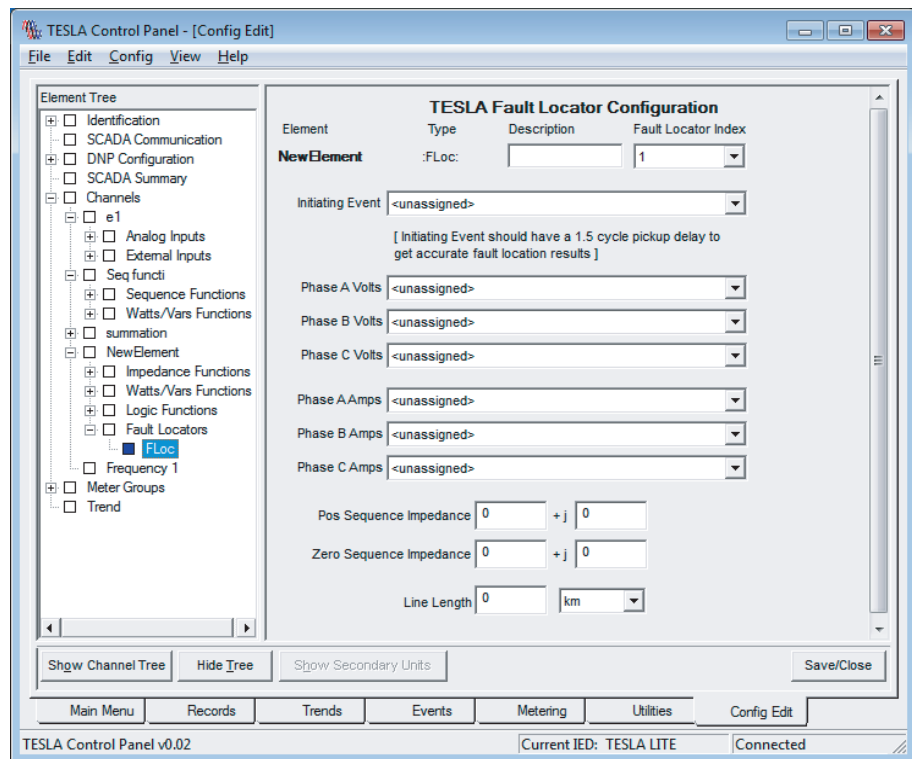 TESLA Control Panel - [Config Edit]
File Edit Config View Help
Element Tree
Identification
SCADA Communication
DNP Configuration
SCADA Summary
Channels
e1
Analog Inputs
External Inputs
Seq functi
Sequence Functions
Watts/Vars Functions
summation
NewElement
Impedance Functions
Watts/Vars Functions
Logic Functions
Fault Locators
FLoc
Frequency 1
Meter Groups
Trend
TESLA Fault Locator Configuration
Element Type Description Fault Locator Index
NewElement :FLoc: 1
Initiating Event <unassigned>
[ Initiating Event should have a 1.5 cycle pickup delay to
get accurate fault location results ]
Phase A Volts <unassigned>
Phase B Volts <unassigned>
Phase C Volts <unassigned>
Phase A Amps <unassigned>
Phase B Amps <unassigned>
Phase C Amps <unassigned>
Pos Sequence Impedance 0 + j 0
Zero Sequence Impedance 0 + j 0
Line Length 0 km
Show Channel Tree Hide Tree Show Secondary Units Save/Close
Main Menu Records Trends Events Metering Utilities Config Edit
TESLA Control Panel v0.02 Current IED: TESLA LITE Connected